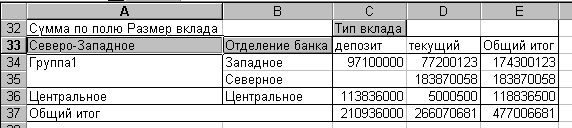 A B C D E
32 Сумма по полю Размер вклада Тип вклада
33 Северо-Западное Отделение банка депозит текущий Общий итог
34 Группа1 Западное 97100000 77200123 174300123
35 Северное 183870058 183870058
36 Центральное Центральное 113836000 5000500 118836500
37 Общий итог 210936000 266070681 477006681